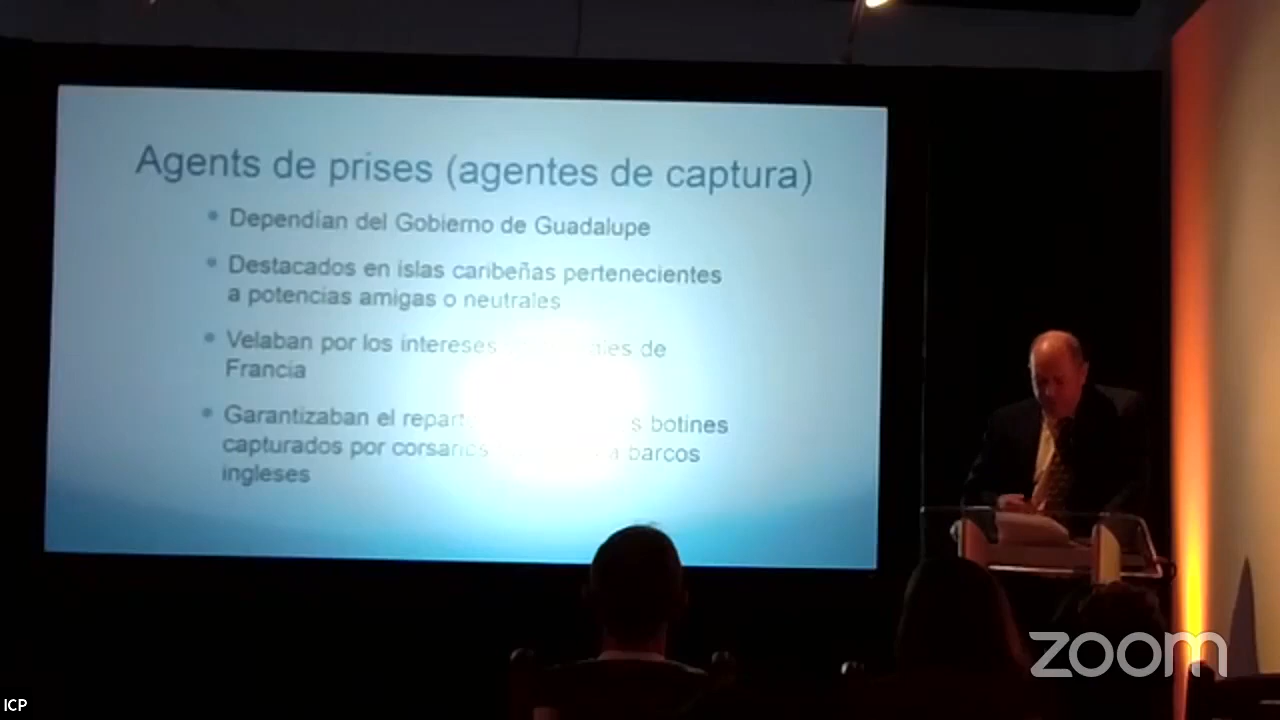 Agents de prises (agentes de captura)
Dependían del Gobierno de Guadalupe
Destacados en islas caribeñas pertenecientes
a potencias amigas o neutrales
Velaban por los intereses de
Francia
Garantizaban el botines
capturados por a barcos
ingleses
zoom
ICP